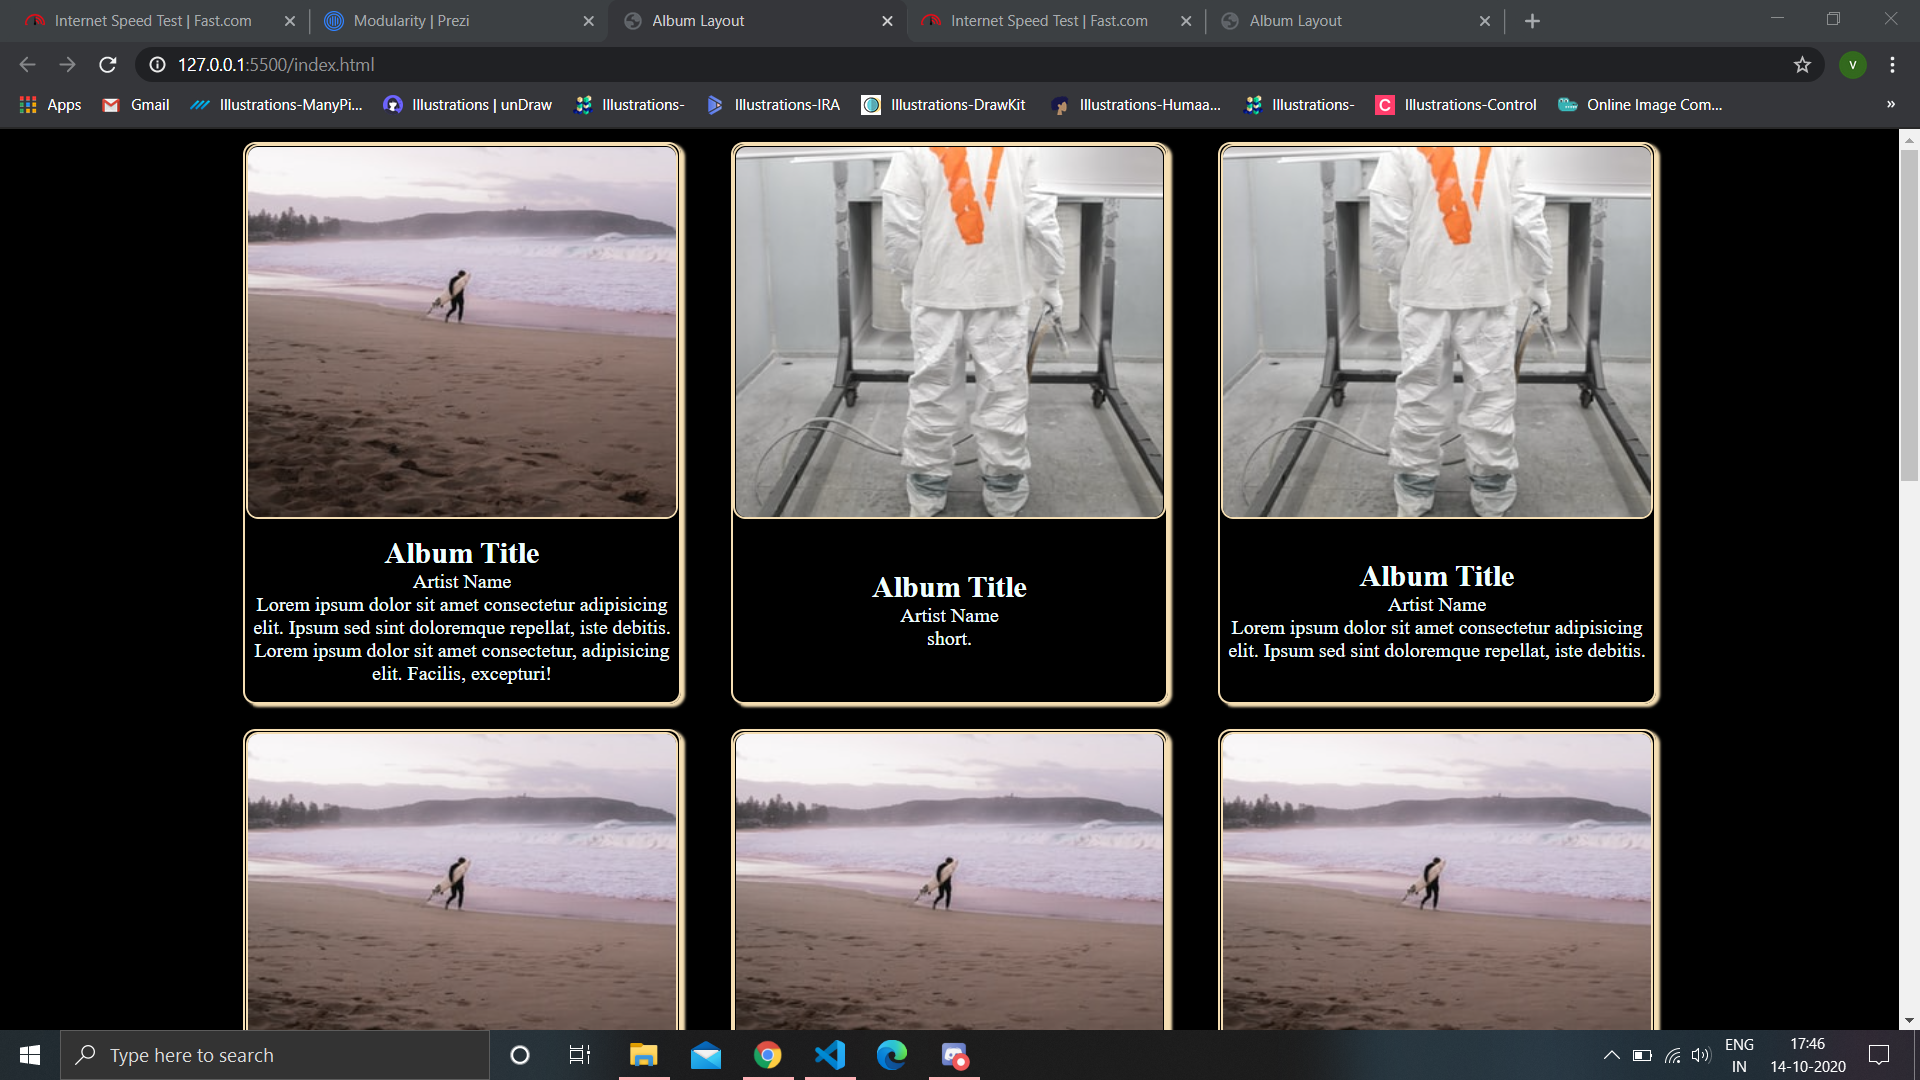 Internet Speed Test | Fast.com
Modularity | Prezi
Album Layout
Internet Speed Test | Fast.com
Album Layout
127.0.0.1:5500/index.html
V
Apps
Gmail
Illustrations-ManyPi...
Illustrations | unDraw
Illustrations-
Illustrations-IRA
Illustrations-DrawKit
Illustrations-Humaa...
Illustrations-
C
Illustrations-Control
Online Image Com...
»
Album Title
Artist Name
Lorem ipsum dolor sit amet consectetur adipisicing
elit. Ipsum sed sint doloremque repellat, iste debitis.
Lorem ipsum dolor sit amet consectetur, adipisicing
elit. Facilis, excepturi!
Album Title
Artist Name
short.
Album Title
Artist Name
Lorem ipsum dolor sit amet consectetur adipisicing
elit. Ipsum sed sint doloremque repellat, iste debitis.
Type here to search
ENG
IN
17:46
14-10-2020